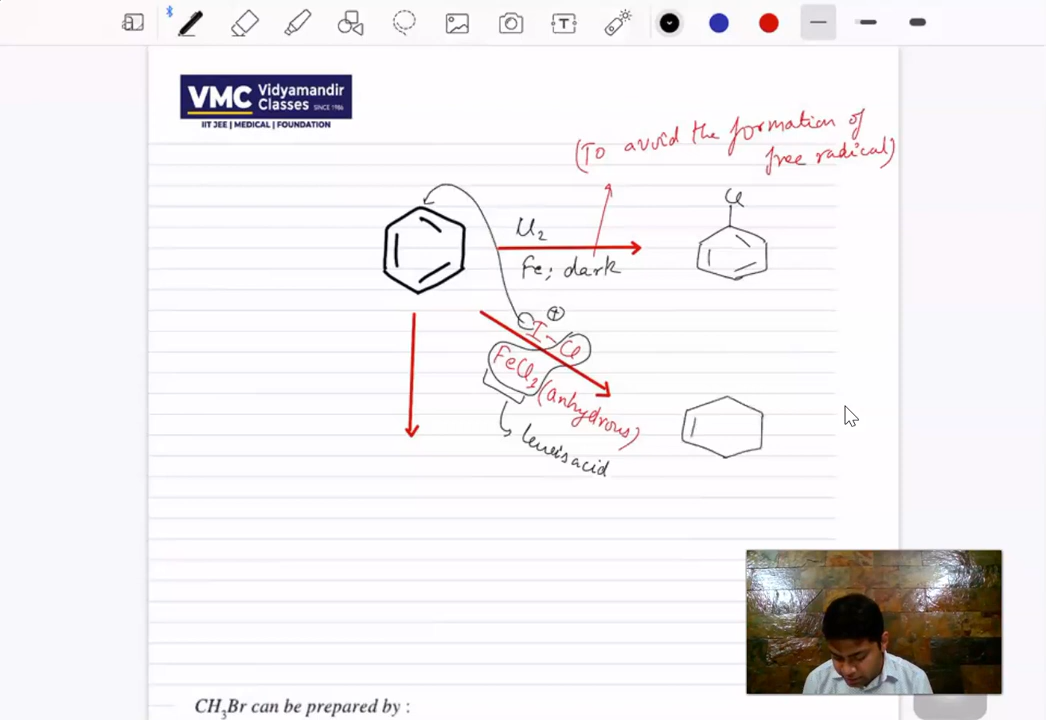 T
VMC Vidyamandir Classes SINCE 1986
IIT JEE | MEDICAL | FOUNDATION
(To avoid the formation of
free radical)
Cl
Cl₂
Fe; dark
⊕
I-Cl
FeCl₃ (anhydrous)
lewis acid
CH₃Br can be prepared by :